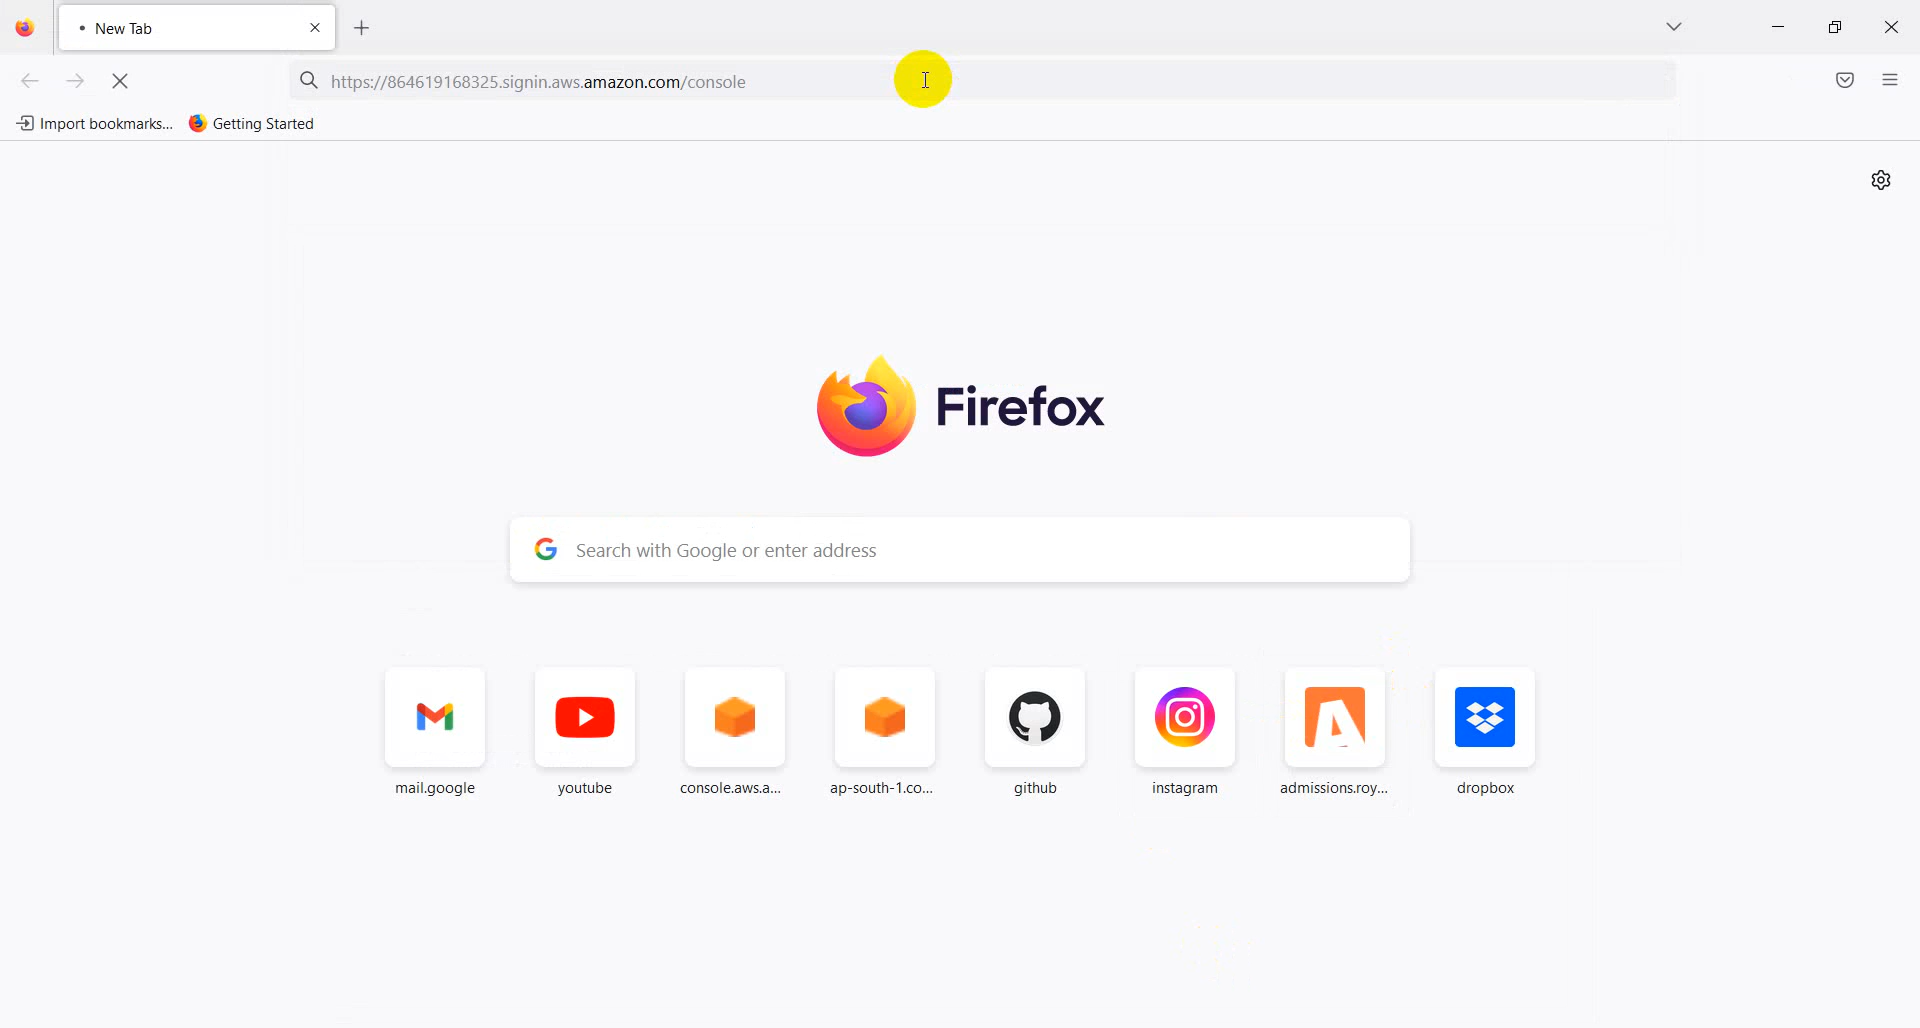 New Tab
https://864619168325.signin.aws.amazon.com/console
Import bookmarks... Getting Started
Firefox
Search with Google or enter address
mail.google youtube console.aws.a... ap-south-1.co... github instagram admissions.roy... dropbox